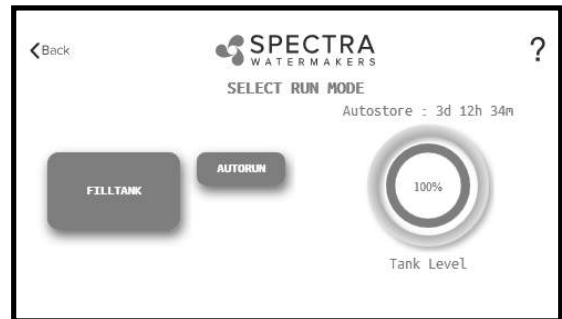 Back
SPECTRA
WATERMAKERS
?
SELECT RUN MODE
Autostore : 3d 12h 34m
FILLTANK
AUTORUN
100%
Tank Level